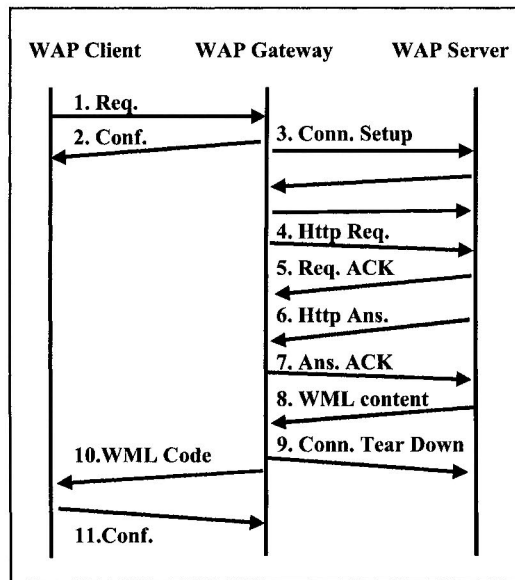 WAP Client WAP Gateway WAP Server
1. Req.
2. Conf.
3. Conn. Setup
4. Http Req.
5. Req. ACK
6. Http Ans.
7. Ans. ACK
8. WML content
9. Conn. Tear Down
10.WML Code
11.Conf.